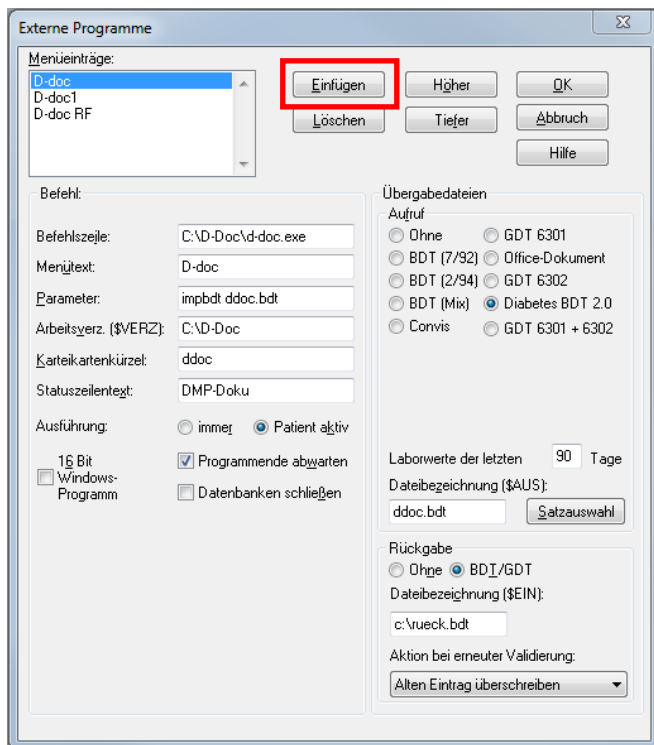 Externe Programme
Menüeinträge:
D-doc
D-doc1
D-doc RF
Einfügen
Höher
OK
Löschen
Tiefer
Abbruch
Hilfe
Befehl:
Befehlszeile: C:\D-Doc\d-doc.exe
Menütext: D-doc
Parameter: impbdt ddoc.bdt
Arbeitsverz. ($VERZ): C:\D-Doc
Karteikartenkürzel: ddoc
Statuszeilentext: DMP-Doku
Ausführung: immer Patient aktiv
16 Bit
Windows-
Programm
Programmende abwarten
Datenbanken schließen
Übergabedateien
Aufruf
Ohne GDT 6301
BDT (7/92) Office-Dokument
BDT (2/94) GDT 6302
BDT (Mix) Diabetes BDT 2.0
Convis GDT 6301 + 6302
Laborwerte der letzten 90 Tage
Dateibezeichnung ($AUS):
ddoc.bdt Satzauswahl
Rückgabe
Ohne BDT/GDT
Dateibezeichnung ($EIN):
c:\rueck.bdt
Aktion bei erneuter Validierung:
Alten Eintrag überschreiben